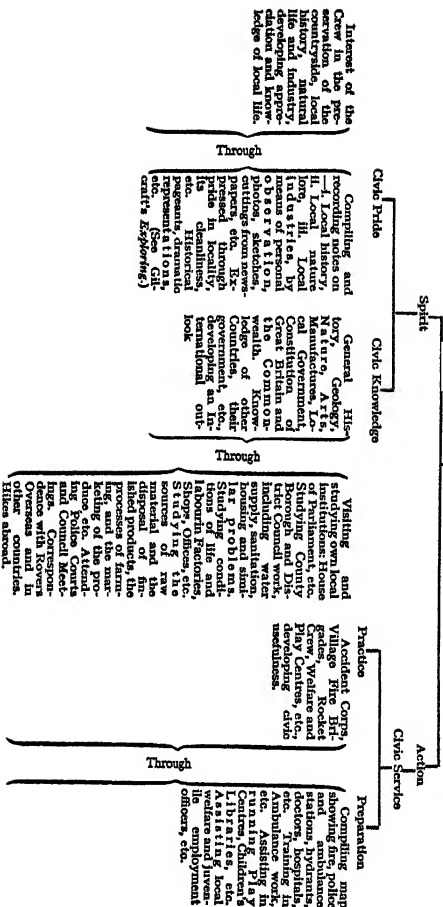 Spirit
Civic Pride
Interest of the
Crew in the pre-
servation of the
countryside, local
history, natural
life and industry,
developing appre-
ciation and know-
ledge of local life.
Through
Compiling and
recording notes on
—i. Local history,
ii. Local nature
lore, iii. Local
industries, by
means of personal
observation,
photos, sketches,
cuttings from news-
papers, etc. Ex-
pressed through
pride in locality,
its cleanliness,
etc. Historical
pageants, dramatic
representations,
etc. (See Gil-
craft's Exploring.)
Civic Knowledge
General His-
tory, Geology,
Nature, Arts,
Manufactures, Lo-
cal Government,
Constitution of
Great Britain and
the Common-
wealth. Know-
ledge of other
Countries, their
government, etc.,
developing an In-
ternational out-
look
Through
Visiting and
studying own local
institutions: House
of Parliament, etc.
Studying County
Borough and Dis-
trict Council work,
including water
supply, sanitation,
housing and simi-
lar problems.
Studying condi-
tions of life and
labour in Factories,
Shops, Offices, etc.
Studying the
sources of raw
material and the
disposal of fin-
ished products, the
processes of farm-
ing, and the mar-
keting of the pro-
duce, etc. Attend-
ing Police Courts
and Council Meet-
ings. Correspon-
dence with Rovers
Overseas and in
other countries.
Hikes abroad.
Action
Civic Service
Practice
Accident Corps,
Village Fire Bri-
gades, Rocket
Crew, Welfare and
Play Centres, etc.,
developing civic
usefulness.
Through
Preparation
Compiling map
showing fire, police
and ambulance
stations, hydrants,
doctors, hospitals,
etc. Training in
Ambulance work,
etc. Assisting in
running Play
Centres, Children's
Libraries, etc.
Assisting local
welfare and juven-
ile employment
officers, etc.